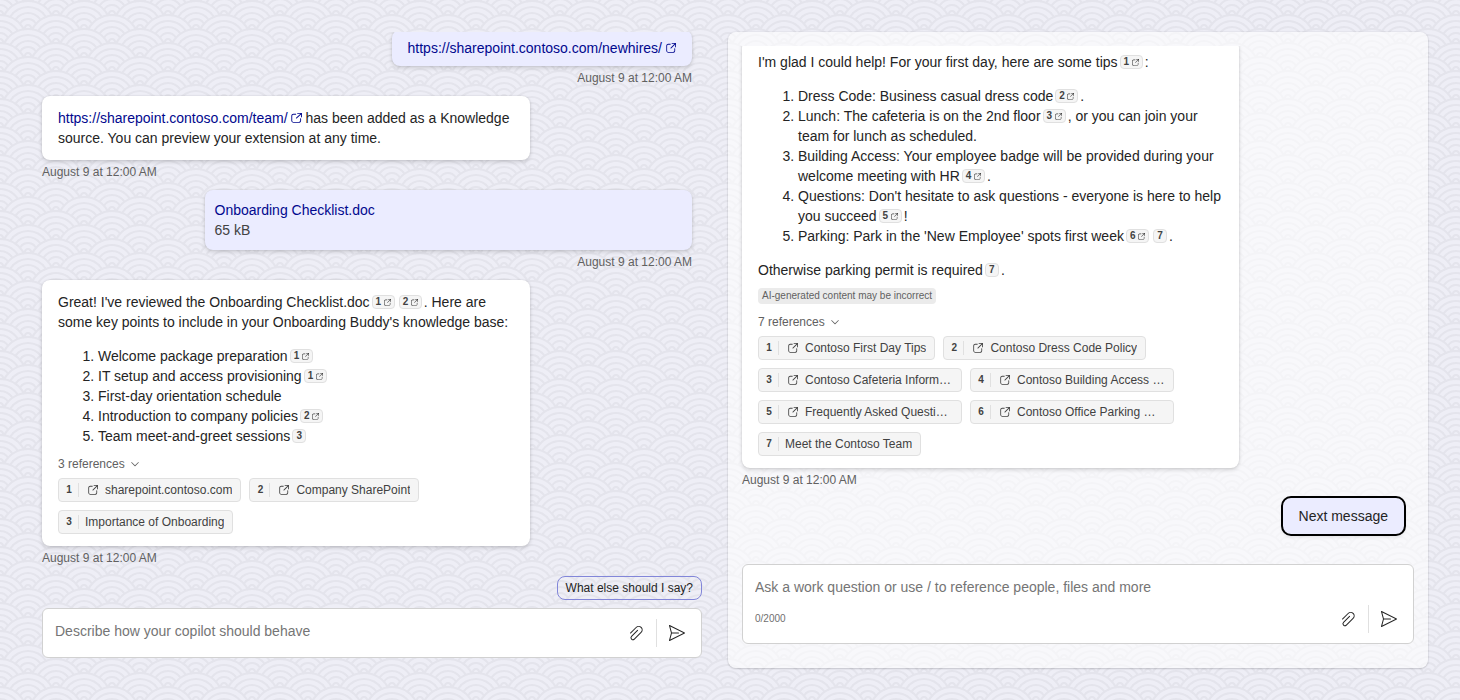 https://sharepoint.contoso.com/newhires/
August 9 at 12:00 AM
https://sharepoint.contoso.com/team/ has been added as a Knowledge
source. You can preview your extension at any time.
August 9 at 12:00 AM
Onboarding Checklist.doc
65 kB
August 9 at 12:00 AM
Great! I've reviewed the Onboarding Checklist.doc 1 2 . Here are
some key points to include in your Onboarding Buddy's knowledge base:
1. Welcome package preparation 1
2. IT setup and access provisioning 1
3. First-day orientation schedule
4. Introduction to company policies 2
5. Team meet-and-greet sessions 3
3 references
1 sharepoint.contoso.com 2 Company SharePoint
3 Importance of Onboarding
August 9 at 12:00 AM
What else should I say?
Describe how your copilot should behave
I'm glad I could help! For your first day, here are some tips 1 :
1. Dress Code: Business casual dress code 2 .
2. Lunch: The cafeteria is on the 2nd floor 3 , or you can join your
team for lunch as scheduled.
3. Building Access: Your employee badge will be provided during your
welcome meeting with HR 4 .
4. Questions: Don't hesitate to ask questions - everyone is here to help
you succeed 5 !
5. Parking: Park in the 'New Employee' spots first week 6 7 .
Otherwise parking permit is required 7 .
AI-generated content may be incorrect
7 references
1 Contoso First Day Tips 2 Contoso Dress Code Policy
3 Contoso Cafeteria Inform… 4 Contoso Building Access …
5 Frequently Asked Questi… 6 Contoso Office Parking …
7 Meet the Contoso Team
August 9 at 12:00 AM
Next message
Ask a work question or use / to reference people, files and more
0/2000